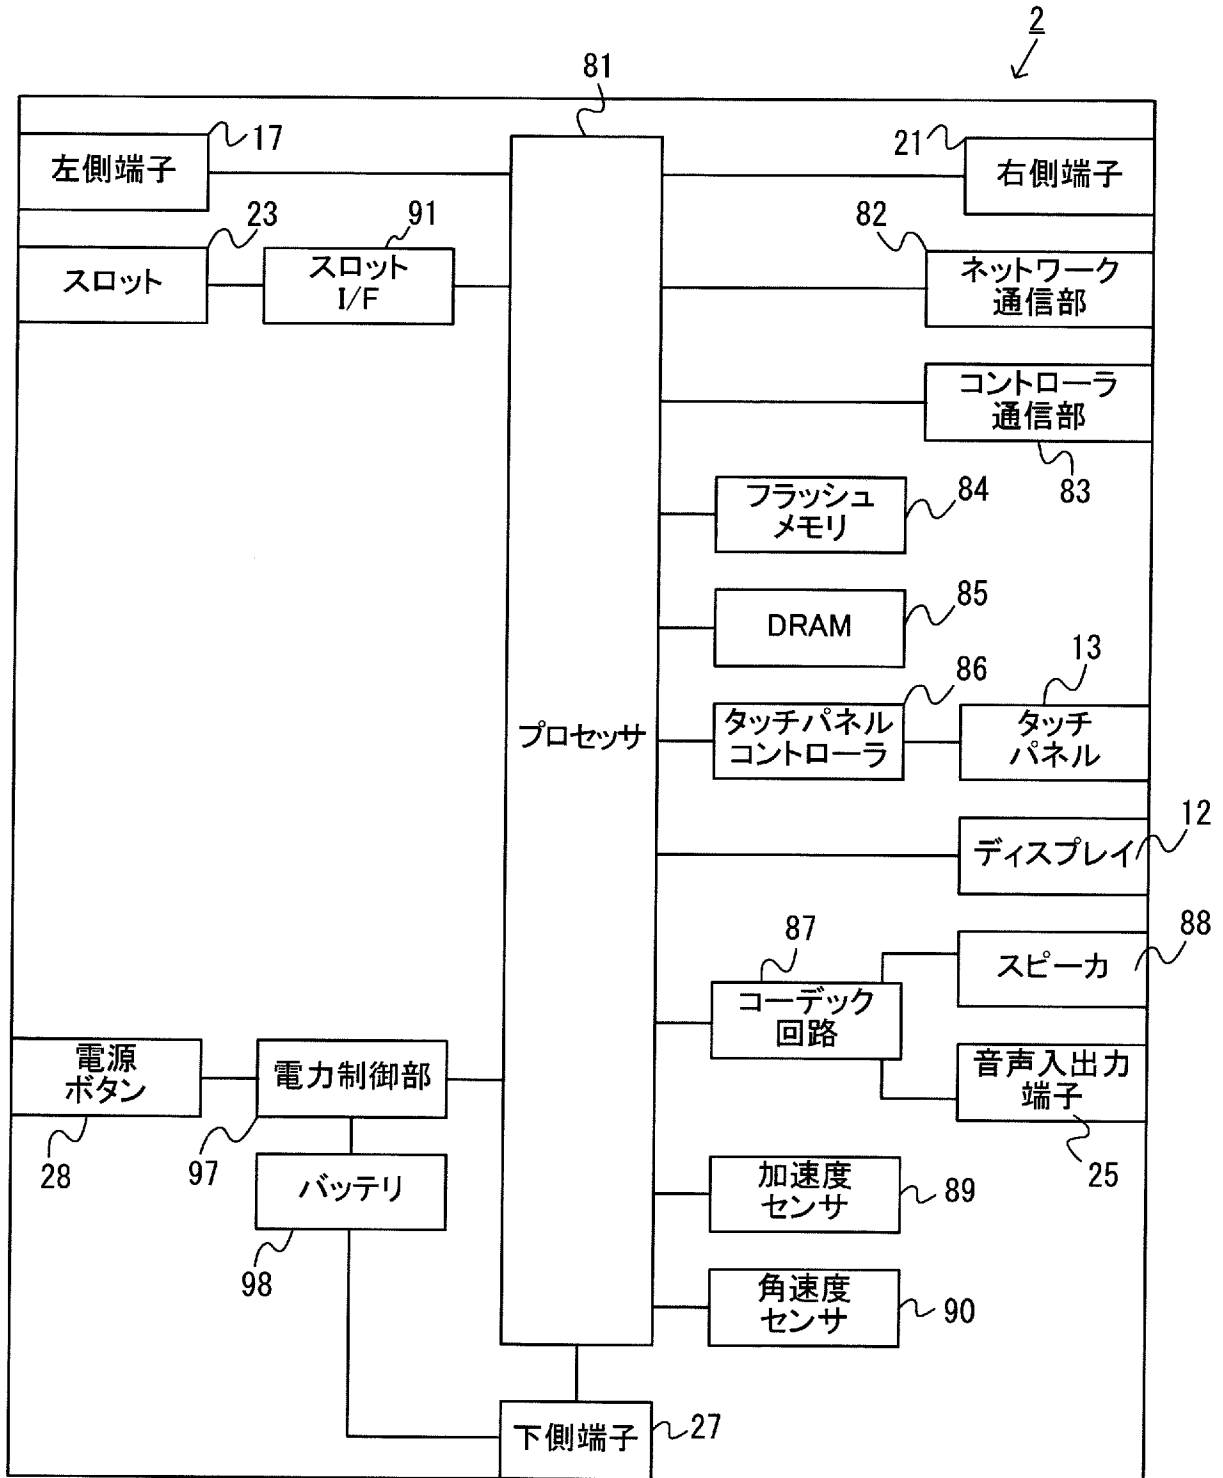 2
81
17
左側端子
21
右側端子
23
スロット
91
スロット
I/F
82
ネットワーク
通信部
コントローラ
通信部
83
フラッシュ
メモリ
84
DRAM
85
プロセッサ
86
タッチパネル
コントローラ
13
タッチ
パネル
12
ディスプレイ
87
コーデック
回路
88
スピーカ
音声入出力
端子
25
電源
ボタン
28
電力制御部
97
バッテリ
98
加速度
センサ
89
角速度
センサ
90
下側端子
27